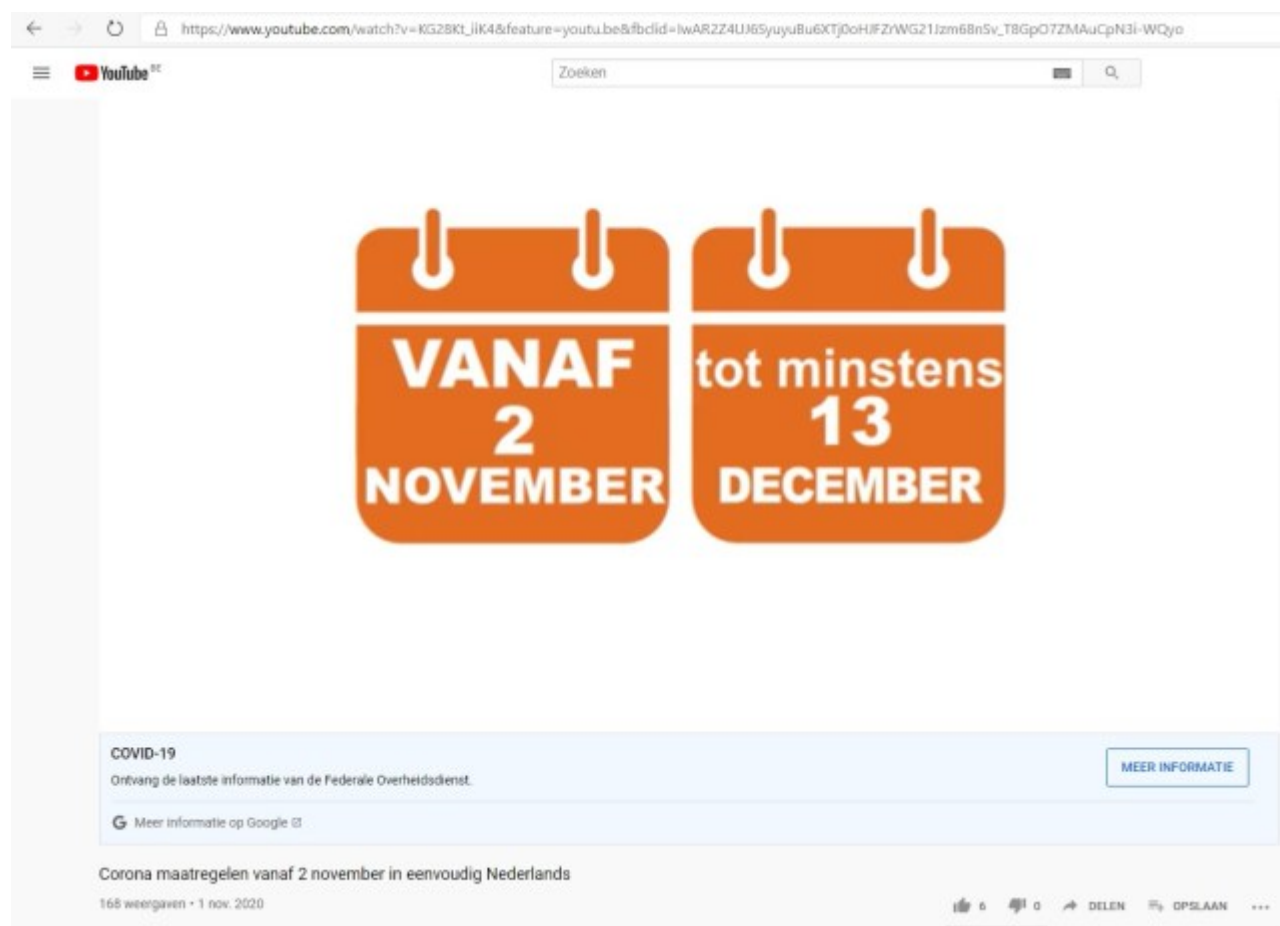 https://www.youtube.com/watch?v=KG28Kt_iiK4&feature=youtu.be&fbclid=IwAR2Z4UJ6SyuyuBu6XTj0oHJFZrWG21Jzm68nSv_T8GpO7ZMAuCpN3i-WQyo
YouTube BE
Zoeken
VANAF
2
NOVEMBER
tot minstens
13
DECEMBER
COVID-19
Ontvang de laatste informatie van de Federale Overheidsdienst.
MEER INFORMATIE
G Meer informatie op Google
Corona maatregelen vanaf 2 november in eenvoudig Nederlands
168 weergaven • 1 nov. 2020
6 0 DELEN OPSLAAN